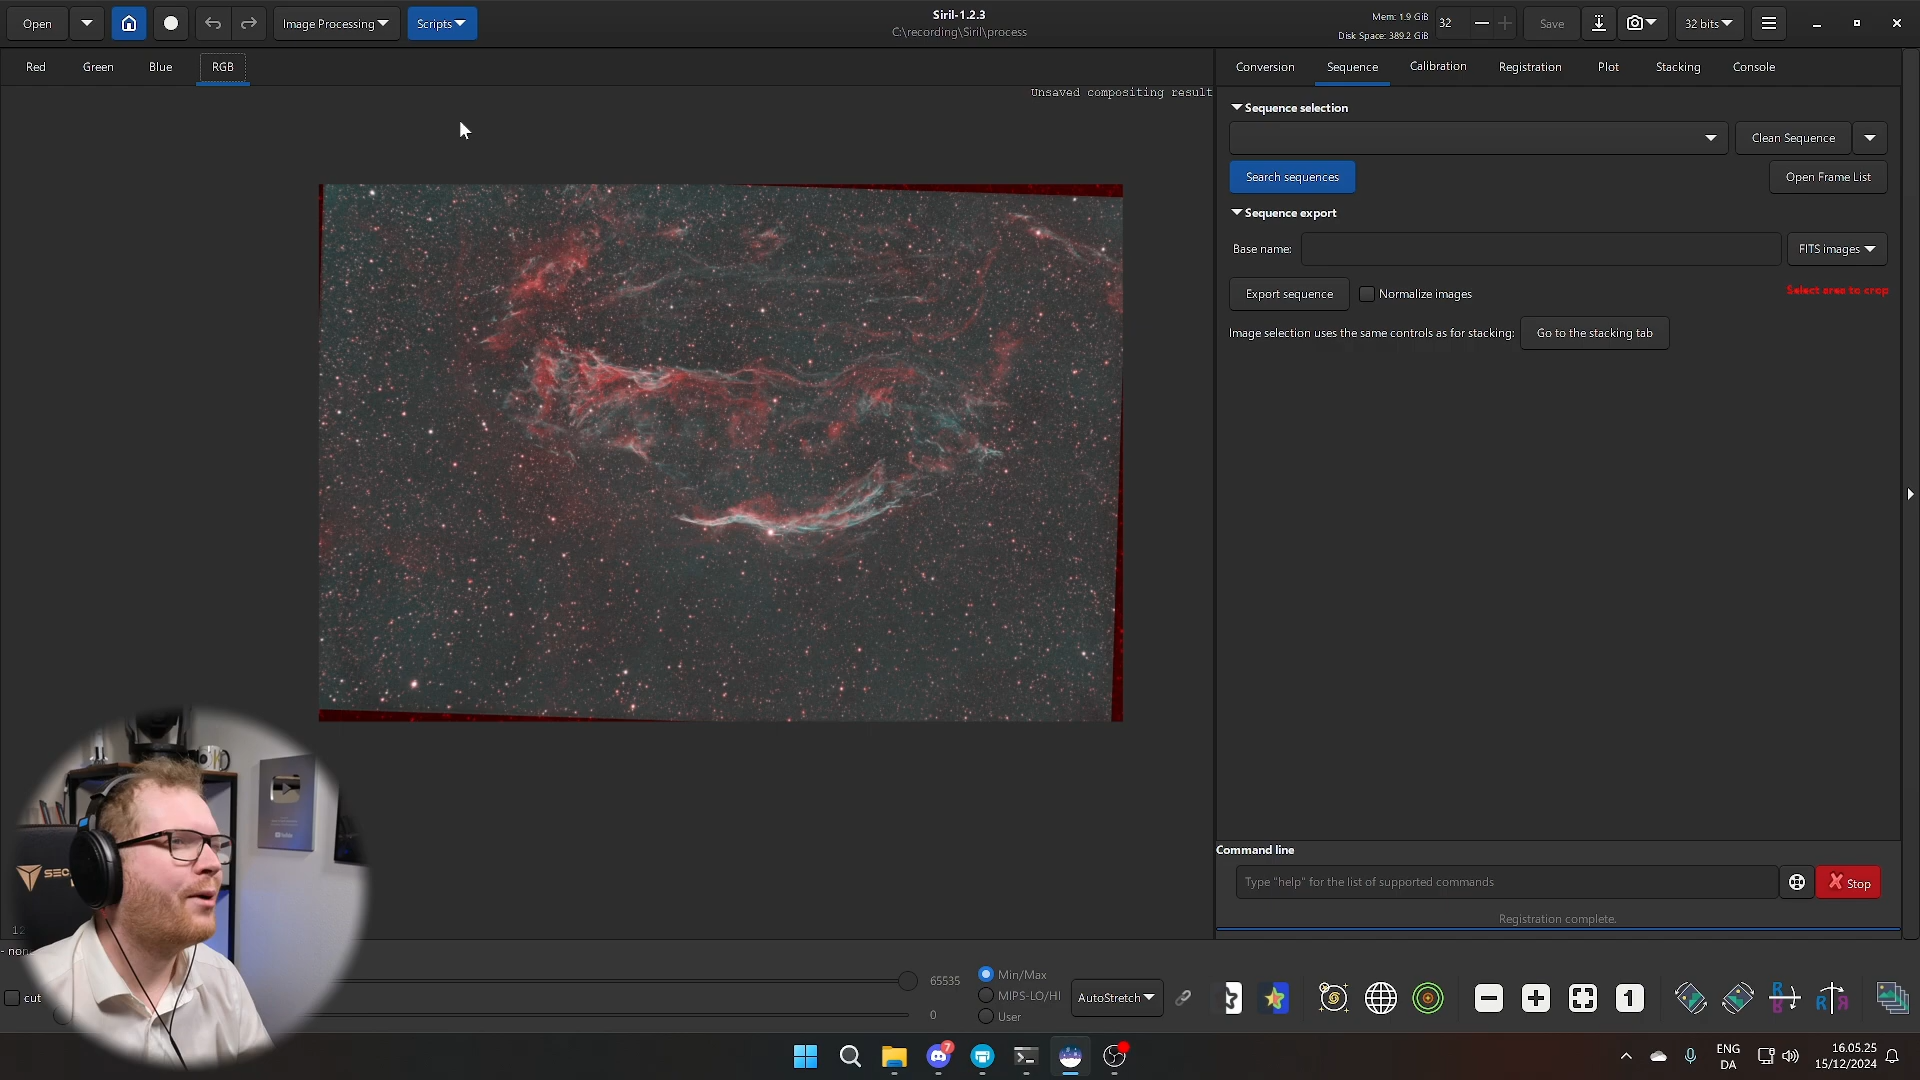 Open
Image Processing
Scripts
Siril-1.2.3
C:\recording\Siril\process
Mem: 1.9 GiB
Disk Space: 389.2 GiB
32
Save
32 bits
Red
Green
Blue
RGB
Unsaved compositing result
Conversion
Sequence
Calibration
Registration
Plot
Stacking
Console
Sequence selection
Clean Sequence
Search sequences
Open Frame List
Sequence export
Base name:
FITS images
Export sequence
Normalize images
Select area to crop
Image selection uses the same controls as for stacking:
Go to the stacking tab
Command line
Type "help" for the list of supported commands
Stop
Registration complete.
cut
65535
0
Min/Max
MIPS-LO/HI
User
AutoStretch
1
R
R
R
7
ENG
DA
16.05.25
15/12/2024